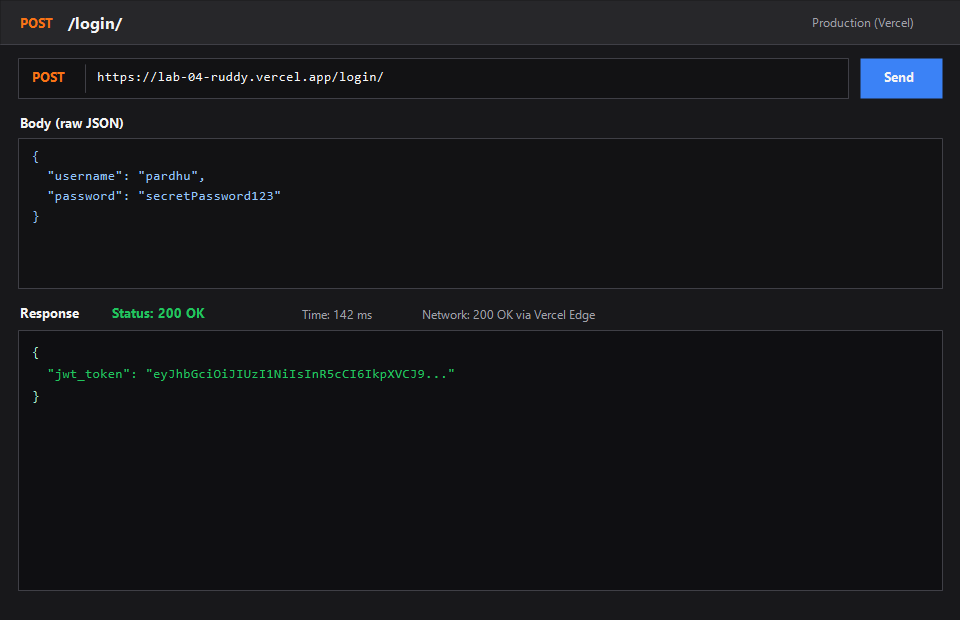 POST /login/ Production (Vercel)
POST https://lab-04-ruddy.vercel.app/login/ Send
Body (raw JSON)
{
"username": "pardhu",
"password": "secretPassword123"
}
Response Status: 200 OK Time: 142 ms Network: 200 OK via Vercel Edge
{
"jwt_token": "eyJhbGciOiJIUzI1NiIsInR5cCI6IkpXVCJ9..."
}